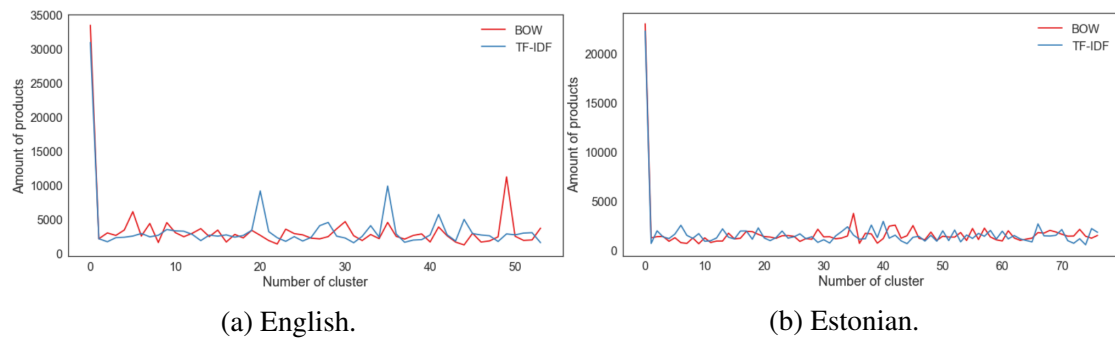 35000
30000
25000
20000
15000
10000
5000
0
Amount of products
0 10 20 30 40 50
Number of cluster
BOW
TF-IDF
(a) English.
20000
15000
10000
5000
0
Amount of products
0 10 20 30 40 50 60 70
Number of cluster
BOW
TF-IDF
(b) Estonian.